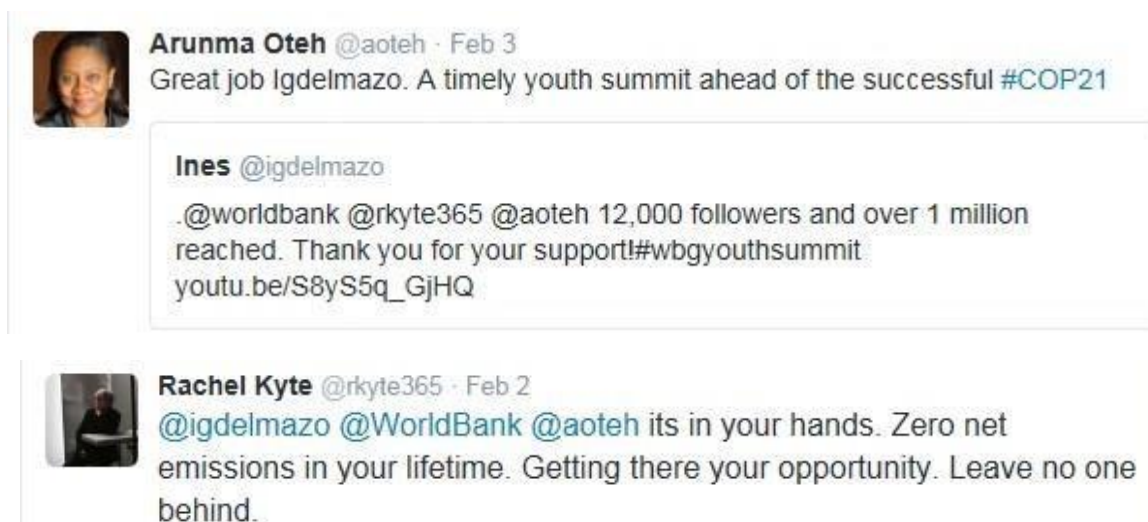 Arunma Oteh @aoteh · Feb 3
Great job Igdelmazo. A timely youth summit ahead of the successful #COP21
Ines @igdelmazo
.@worldbank @rkyte365 @aoteh 12,000 followers and over 1 million
reached. Thank you for your support!#wbgyouthsummit
youtu.be/S8yS5q_GjHQ
Rachel Kyte @rkyte365 · Feb 2
@igdelmazo @WorldBank @aoteh its in your hands. Zero net
emissions in your lifetime. Getting there your opportunity. Leave no one
behind.